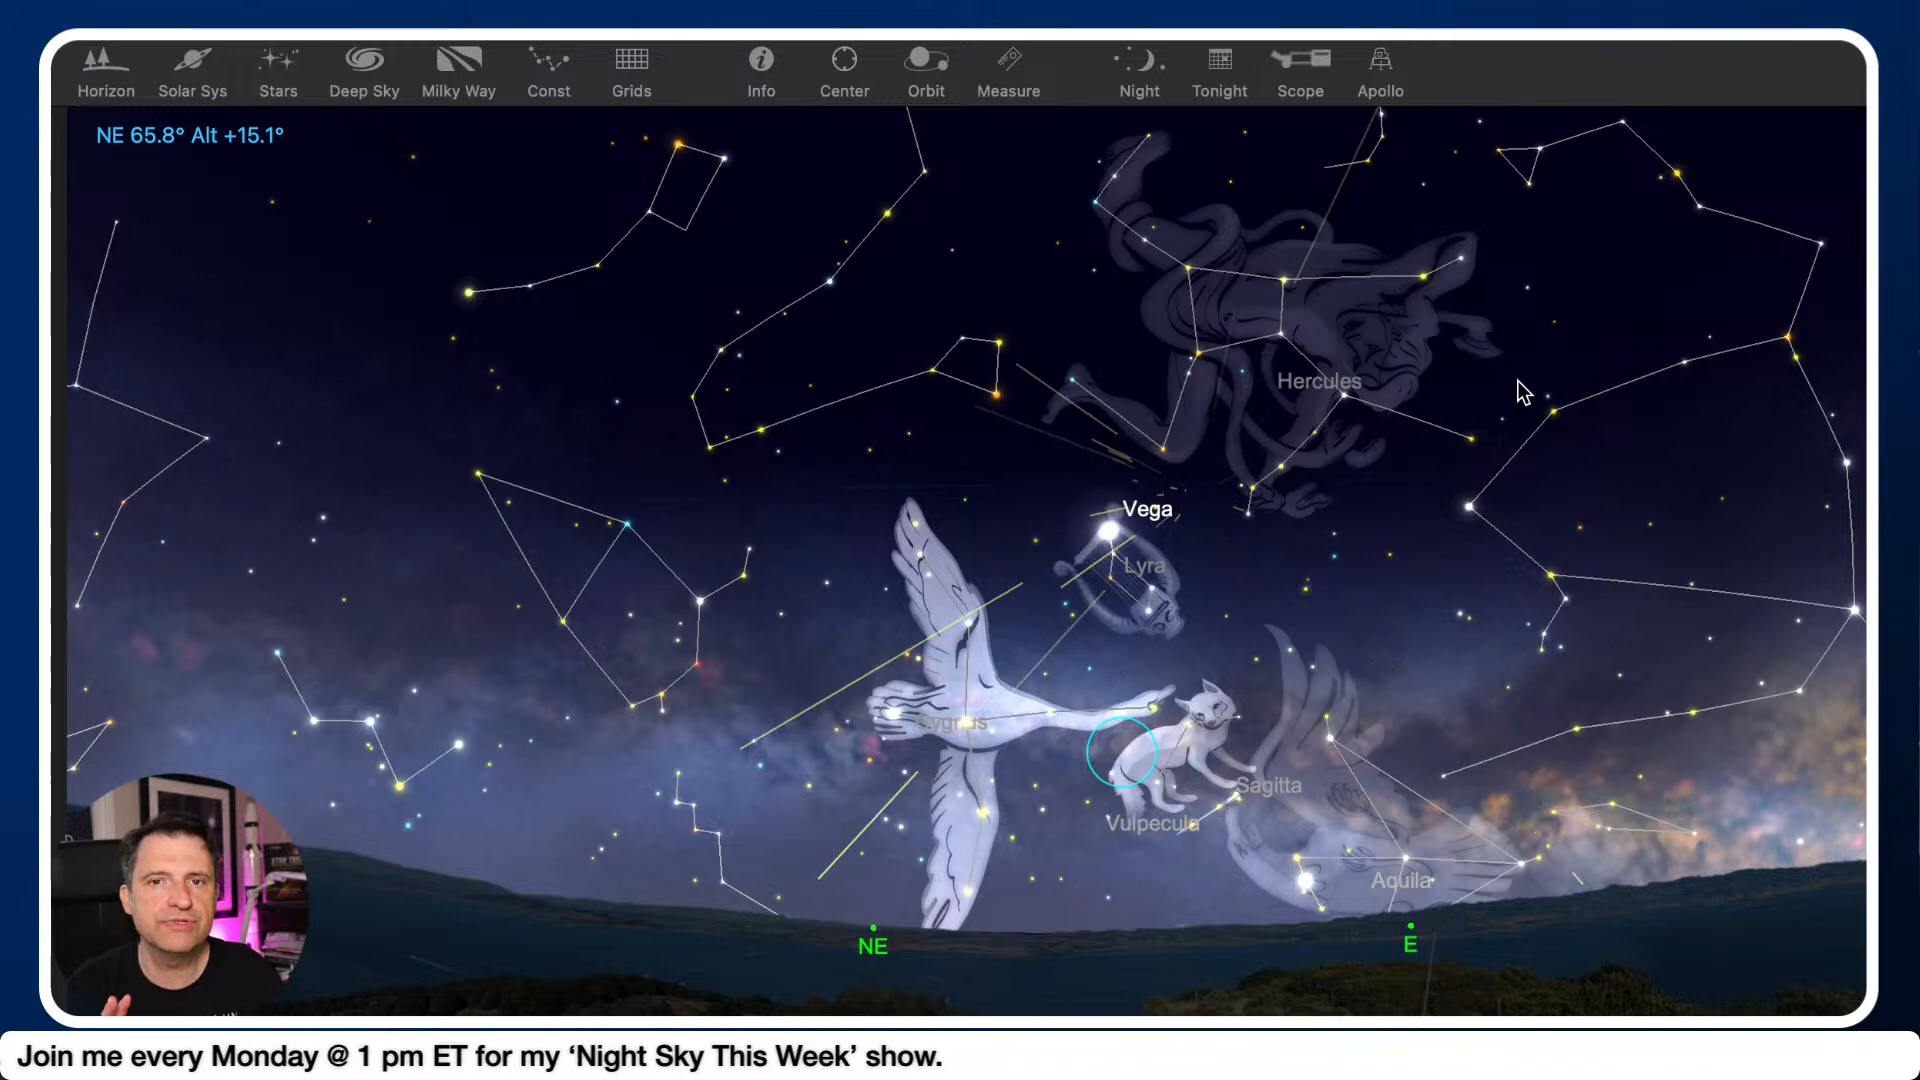 Horizon Solar Sys Stars Deep Sky Milky Way Const Grids Info Center Orbit Measure Night Tonight Scope Apollo
NE 65.8° Alt +15.1°
Hercules
Vega
Lyra
Cygnus
Sagitta
Vulpecula
Aquila
NE
E
Join me every Monday @ 1 pm ET for my ‘Night Sky This Week’ show.